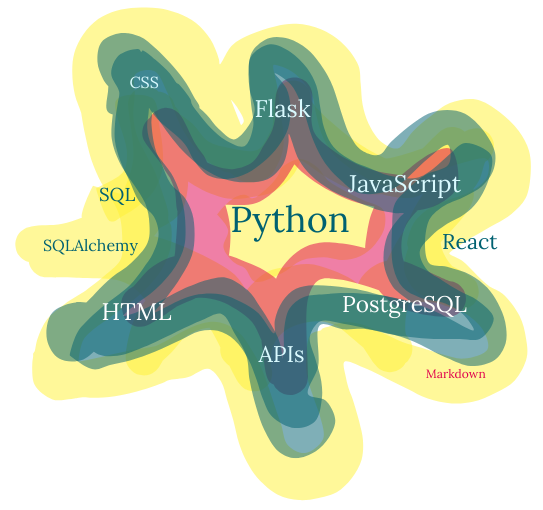 CSS
Flask
JavaScript
SQL
Python
SQLAlchemy
React
HTML
PostgreSQL
APIs
Markdown